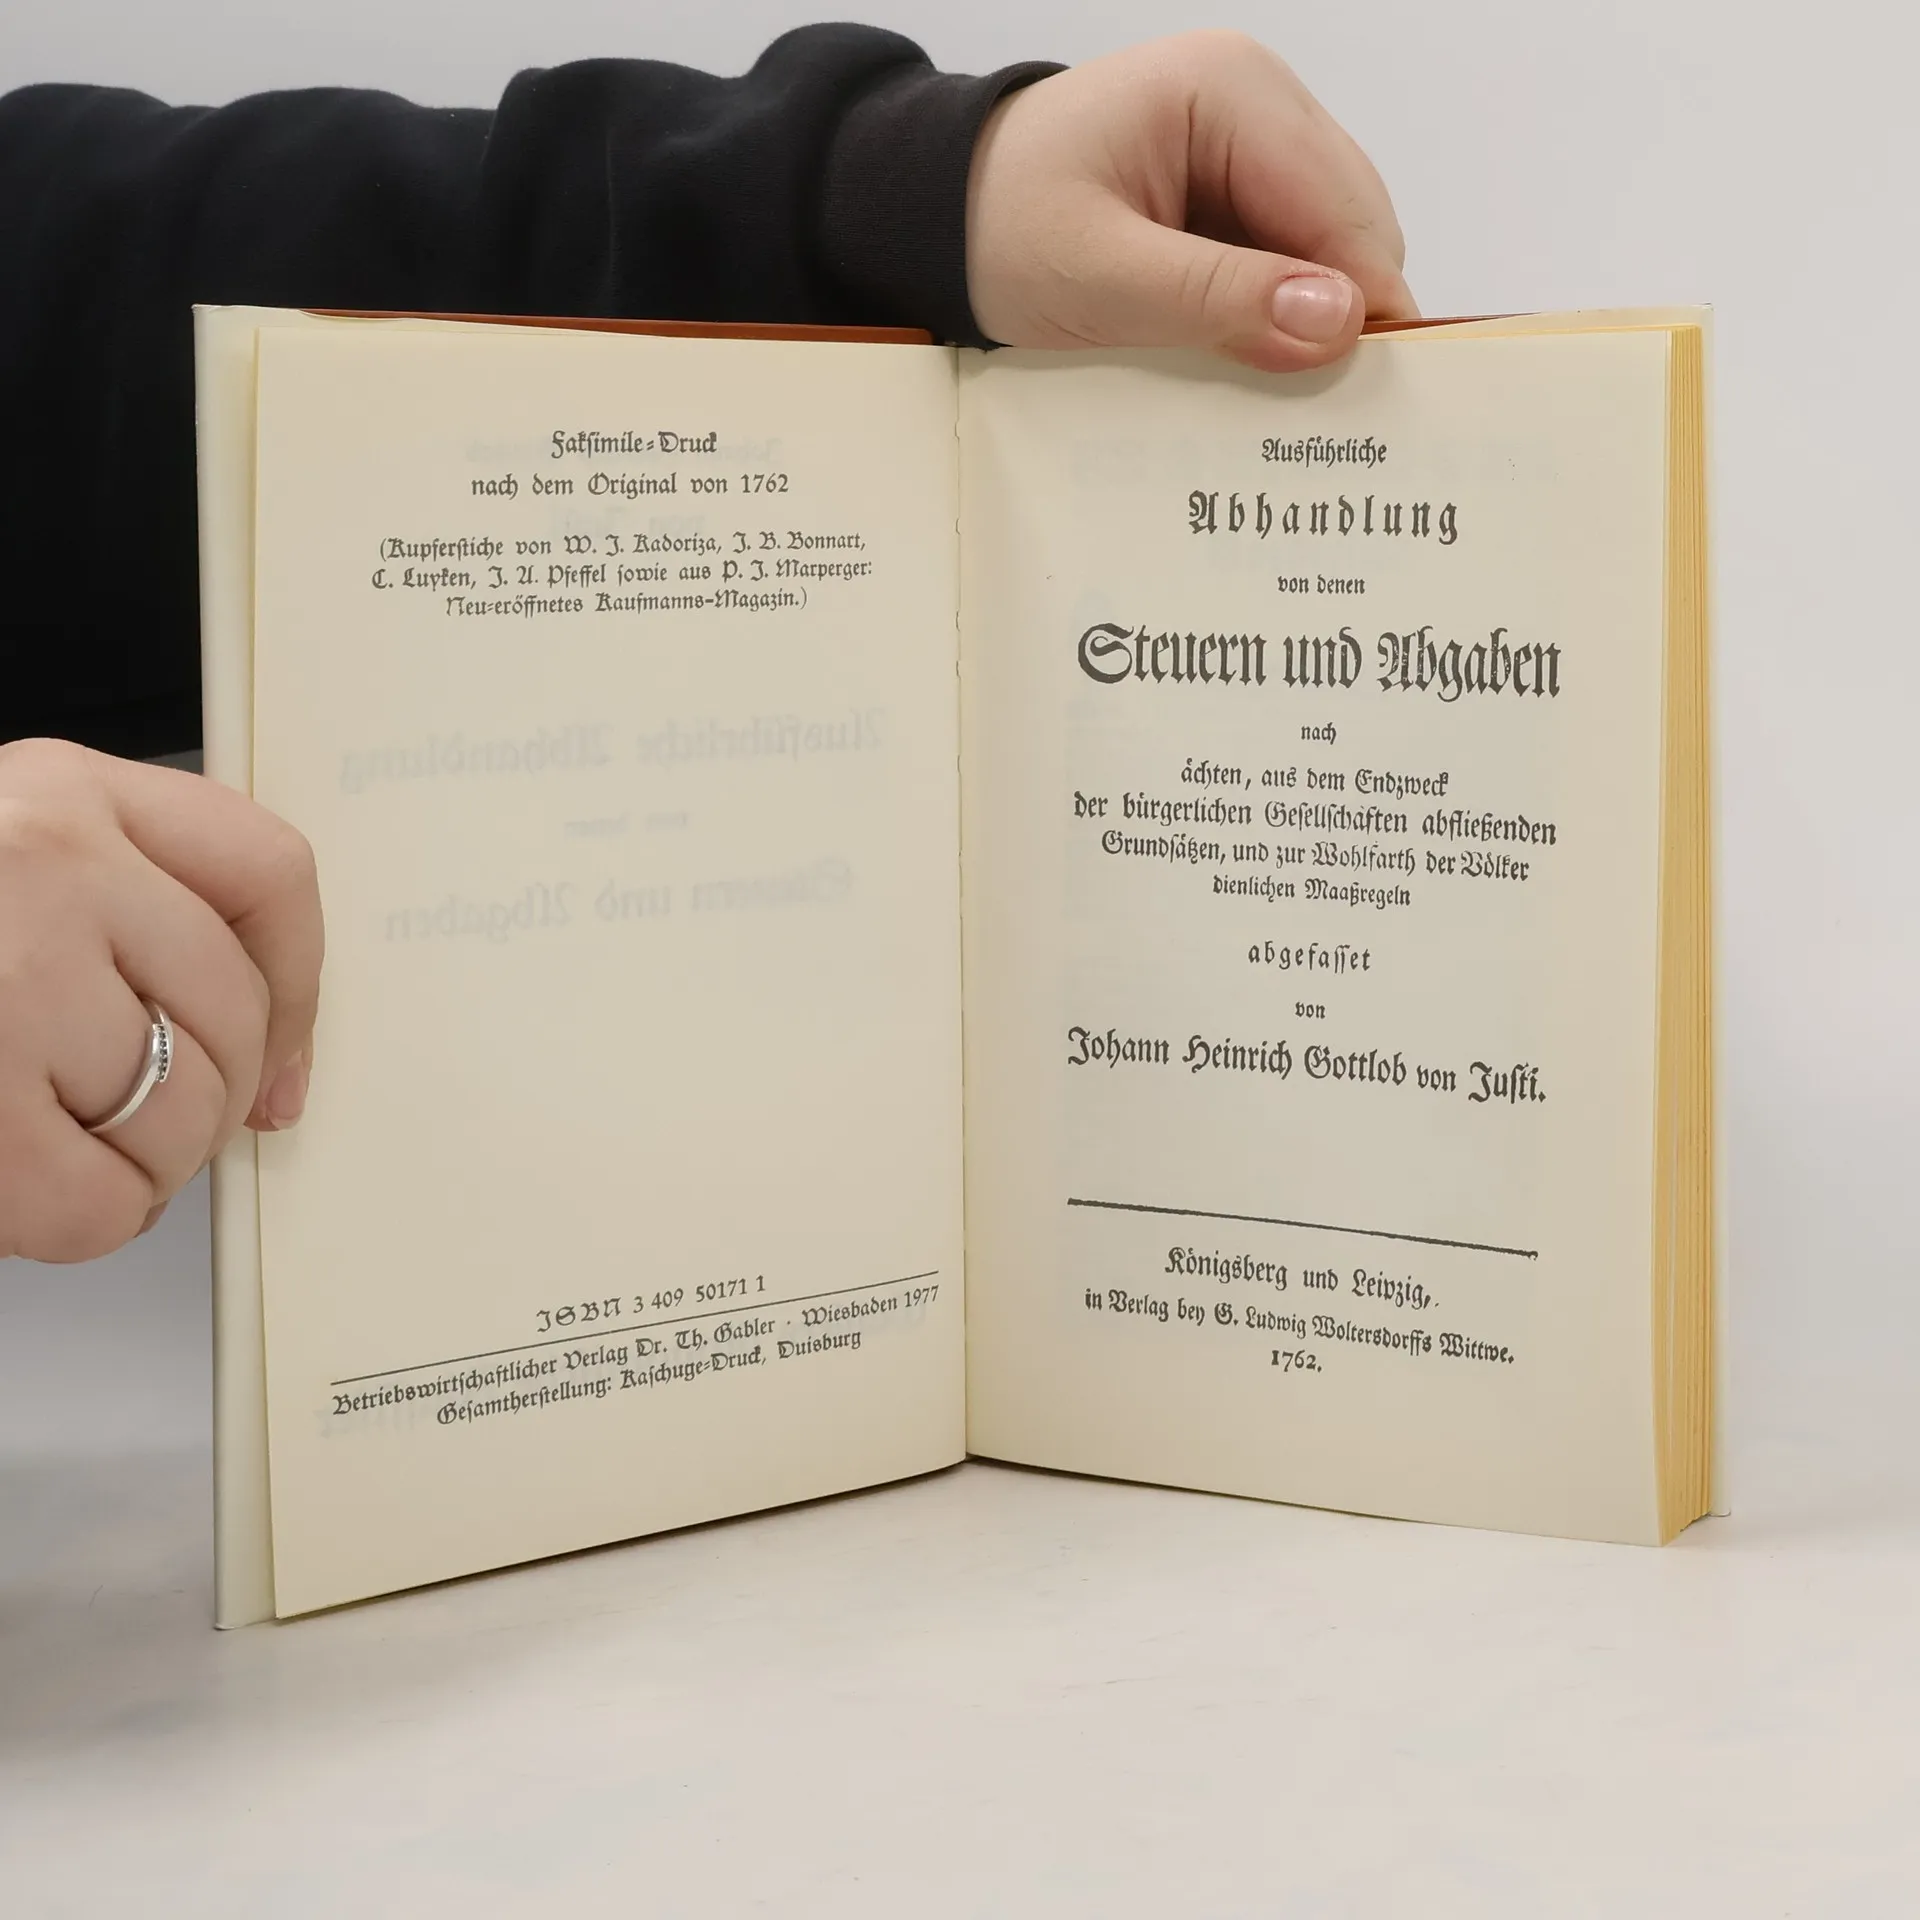 Faksimile=Druck
nach dem Original von 1762
(Kupferstiche von W. J. Kadoriza, J. B. Bonnart,
C. Luyken, J. A. Pfeffel sowie aus P. J. Marperger:
Neu=eröffnetes Kaufmanns-Magazin.)
ISBN 3 409 50171 1
Betriebswirtschaftlicher Verlag Dr. Th. Gabler · Wiesbaden 1977
Gesamtherstellung: Kaschuge=Druck, Duisburg
Ausführliche
Abhandlung
von denen
Steuern und Abgaben
nach
ächten, aus dem Endzweck
der bürgerlichen Gesellschaften abfließenden
Grundsätzen, und zur Wohlfarth der Völker
dienlichen Maaßregeln
abgefasset
von
Johann Heinrich Gottlob von Justi.
Königsberg und Leipzig,
in Verlag bey G. Ludwig Woltersdorffs Wittwe.
1762.